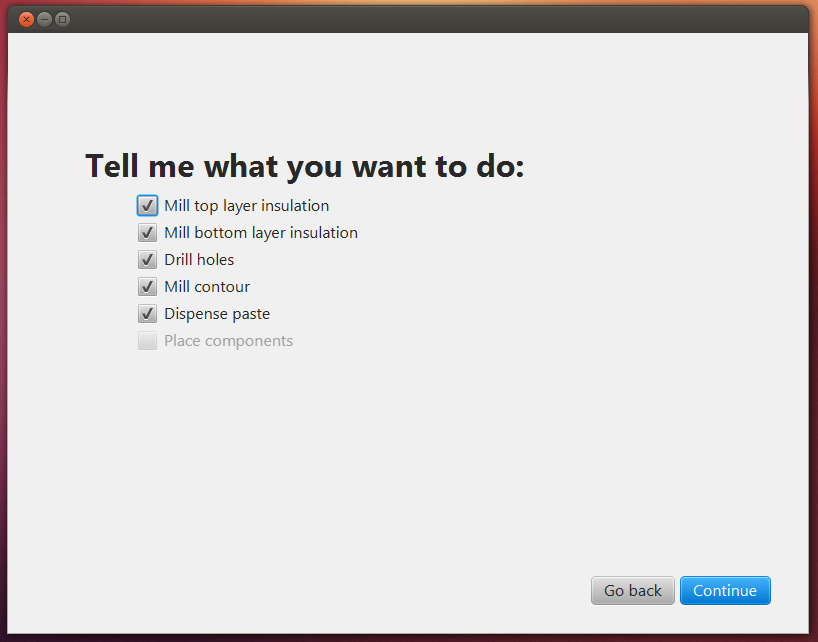 Tell me what you want to do:
Mill top layer insulation
Mill bottom layer insulation
Drill holes
Mill contour
Dispense paste
Place components
Go back
Continue